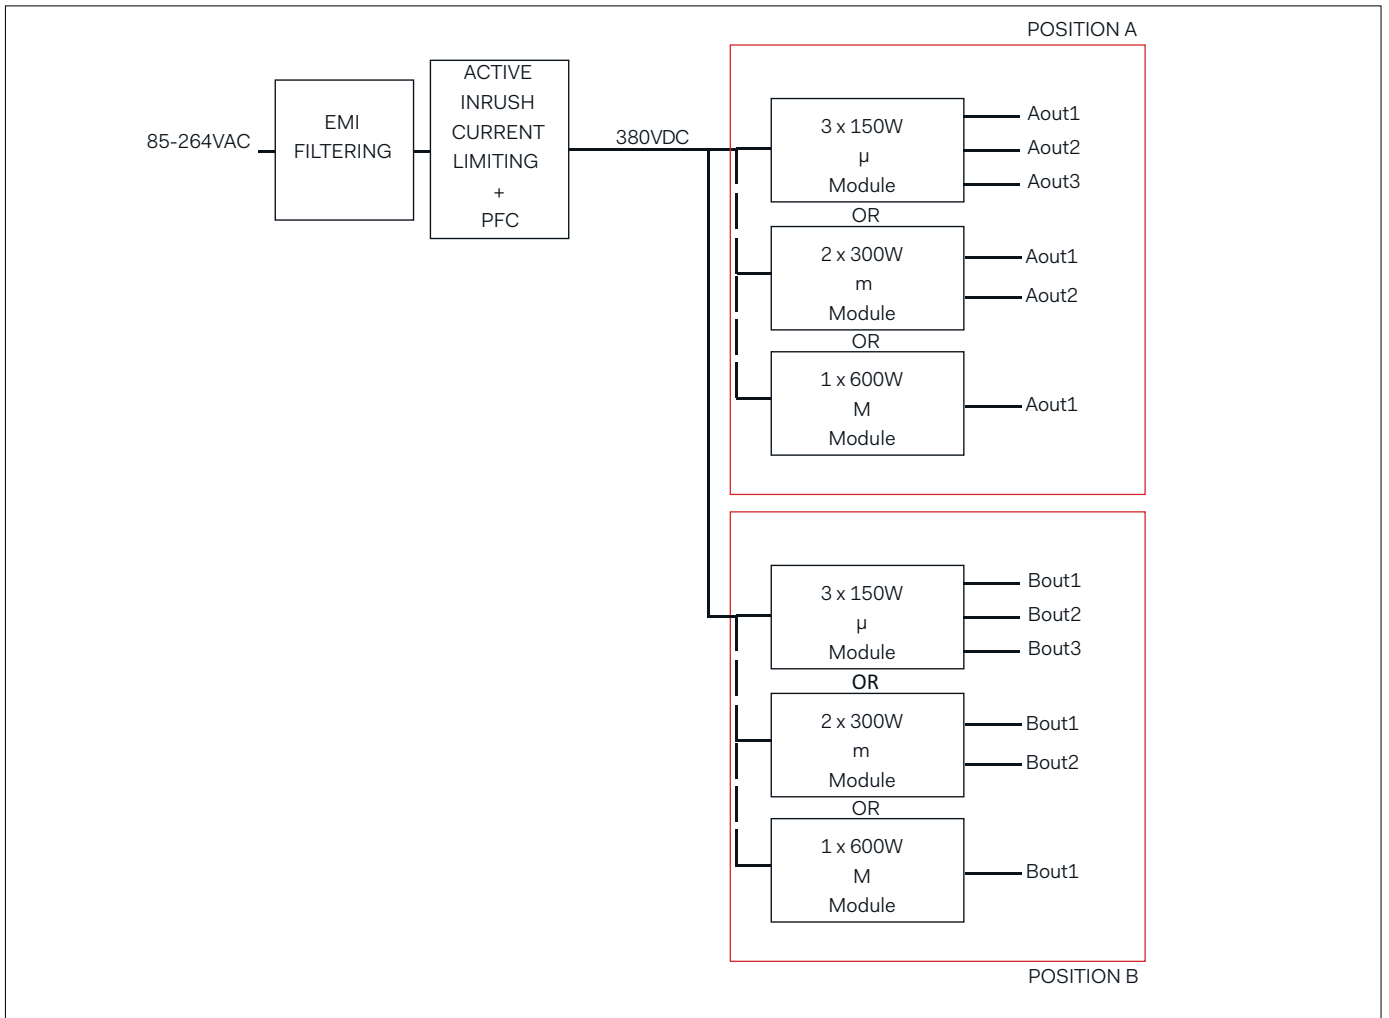 POSITION A
85-264VAC
EMI
FILTERING
ACTIVE
INRUSH
CURRENT
LIMITING
+
PFC
380VDC
3 x 150W
µ
Module
Aout1
Aout2
Aout3
OR
2 x 300W
m
Module
Aout1
Aout2
OR
1 x 600W
M
Module
Aout1
3 x 150W
µ
Module
Bout1
Bout2
Bout3
OR
2 x 300W
m
Module
Bout1
Bout2
OR
1 x 600W
M
Module
Bout1
POSITION B